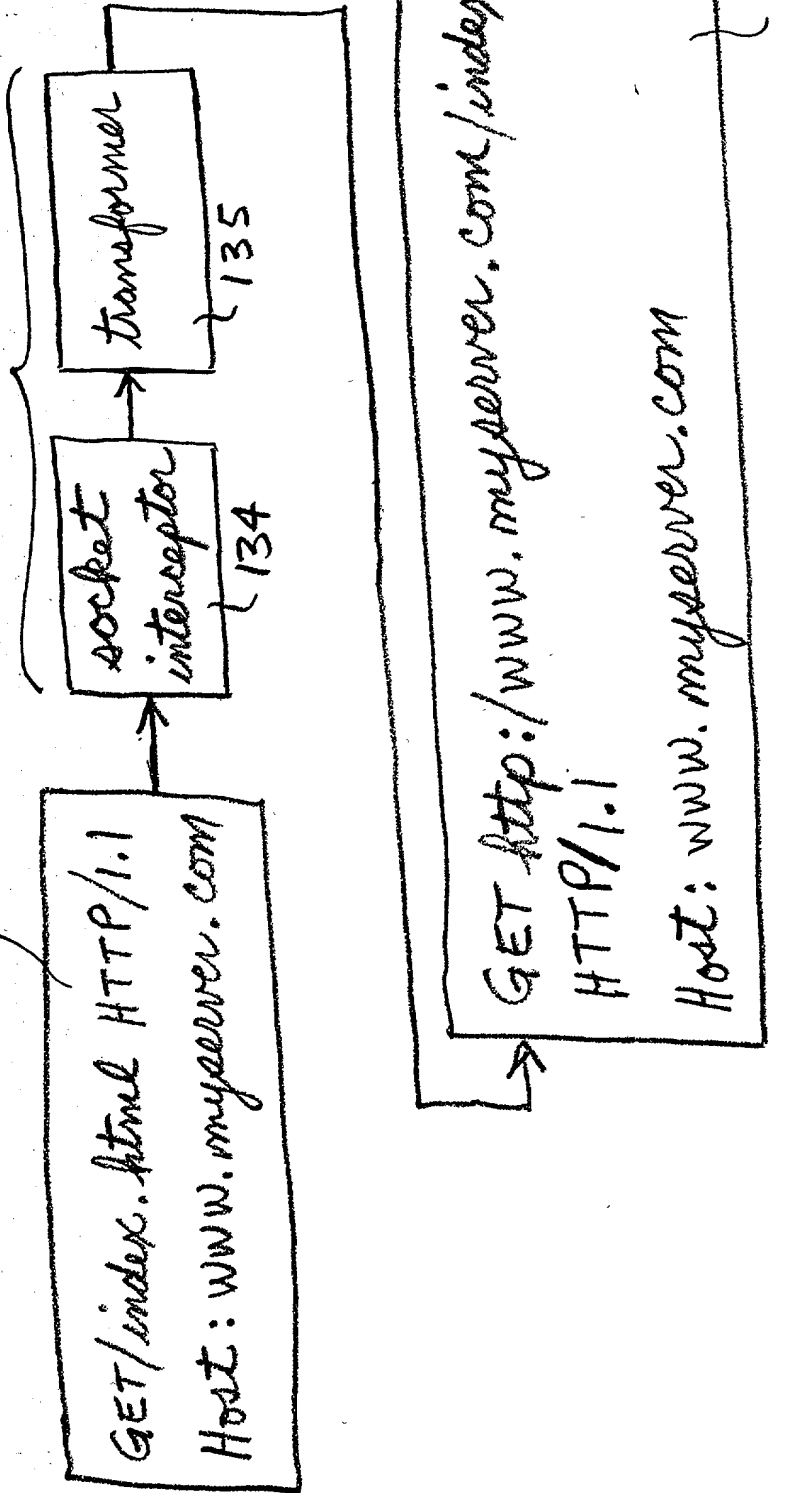 GET/index.html HTTP/1.1
Host: www.myserver.com
socket
interceptor
134
transformer
135
GET http:/www.myserver.com/index
HTTP/1.1
Host: www.myserver.com